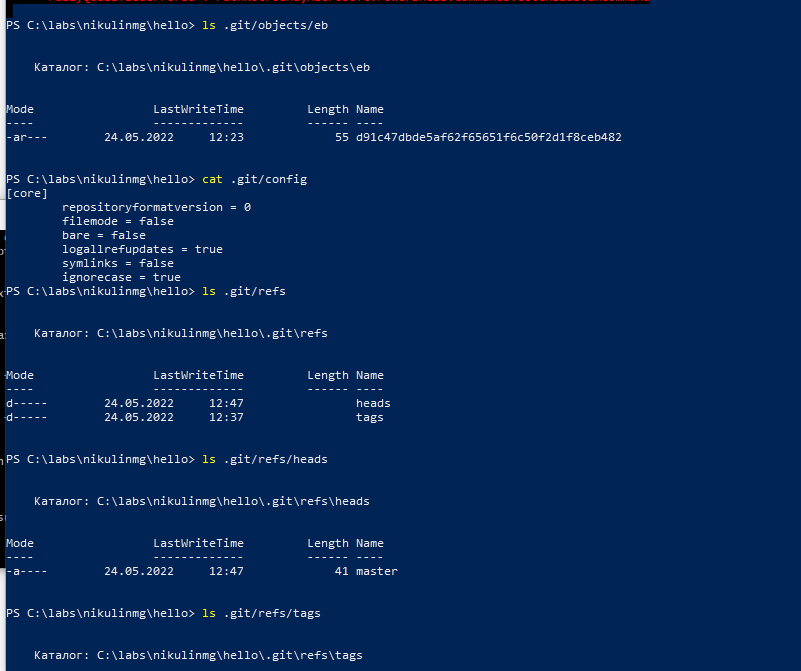 PS C:\labs\nikulinmg\hello> ls .git/objects/eb
Каталог: C:\labs\nikulinmg\hello\.git\objects\eb
Mode LastWriteTime Length Name
---- ------------- ------ ----
-ar--- 24.05.2022 12:23 55 d91c47dbde5af62f65651f6c50f2d1f8ceb482
PS C:\labs\nikulinmg\hello> cat .git/config
[core]
repositoryformatversion = 0
filemode = false
bare = false
logallrefupdates = true
symlinks = false
ignorecase = true
PS C:\labs\nikulinmg\hello> ls .git/refs
Каталог: C:\labs\nikulinmg\hello\.git\refs
Mode LastWriteTime Length Name
---- ------------- ------ ----
d----- 24.05.2022 12:47 heads
d----- 24.05.2022 12:37 tags
PS C:\labs\nikulinmg\hello> ls .git/refs/heads
Каталог: C:\labs\nikulinmg\hello\.git\refs\heads
Mode LastWriteTime Length Name
---- ------------- ------ ----
-a---- 24.05.2022 12:47 41 master
PS C:\labs\nikulinmg\hello> ls .git/refs/tags
Каталог: C:\labs\nikulinmg\hello\.git\refs\tags